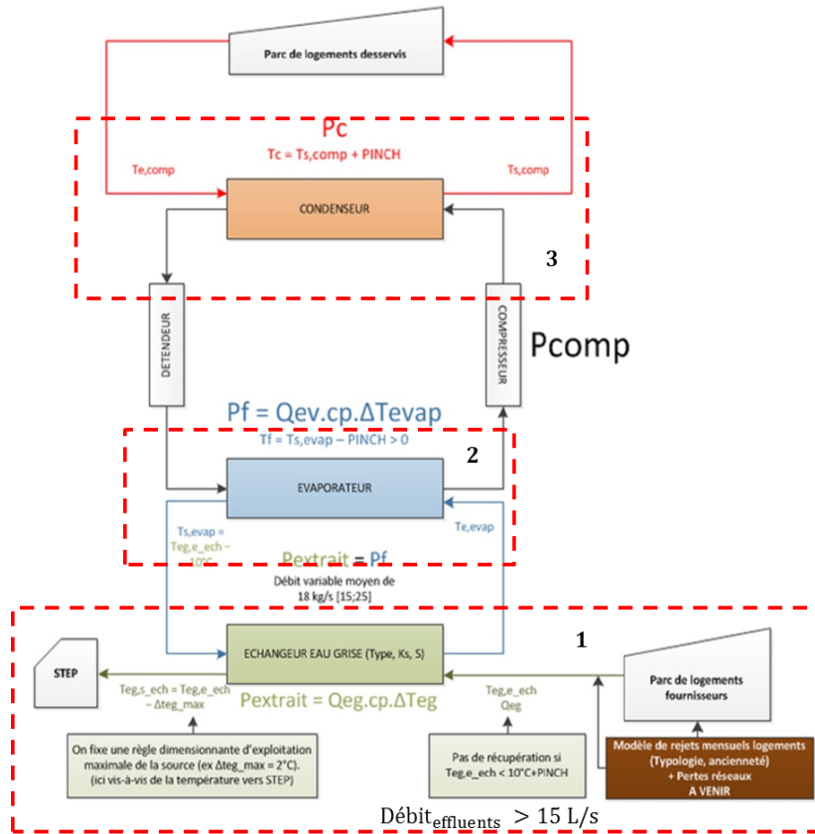 Parc de logements desservis
Pc
Tc = Ts,comp + PINCH
Te,comp
Ts,comp
CONDENSEUR
3
DETENDEUR
COMPRESSEUR
Pcomp
Pf = Qev.cp.ΔTevap
Tf = Ts,evap – PINCH > 0
2
EVAPORATEUR
Ts,evap =
Teg,e_ech –
10°C
Te,evap
Pextrait = Pf
Débit variable moyen de
18 kg/s [15;25]
1
ECHANGEUR EAU GRISE (Type, Ks, S)
STEP
Teg,s_ech = Teg,e_ech
– Δteg_max
Pextrait = Qeg.cp.ΔTeg
Teg,e_ech
Qeg
Parc de logements
fournisseurs
On fixe une règle dimensionnante d'exploitation
maximale de la source (ex Δteg_max = 2°C).
(ici vis-à-vis de la température vers STEP)
Pas de récupération si
Teg,e_ech < 10°C+PINCH
Modèle de rejets mensuels logements
(Typologie, ancienneté)
+ Pertes réseaux
A VENIR
Débiteffluents > 15 L/s